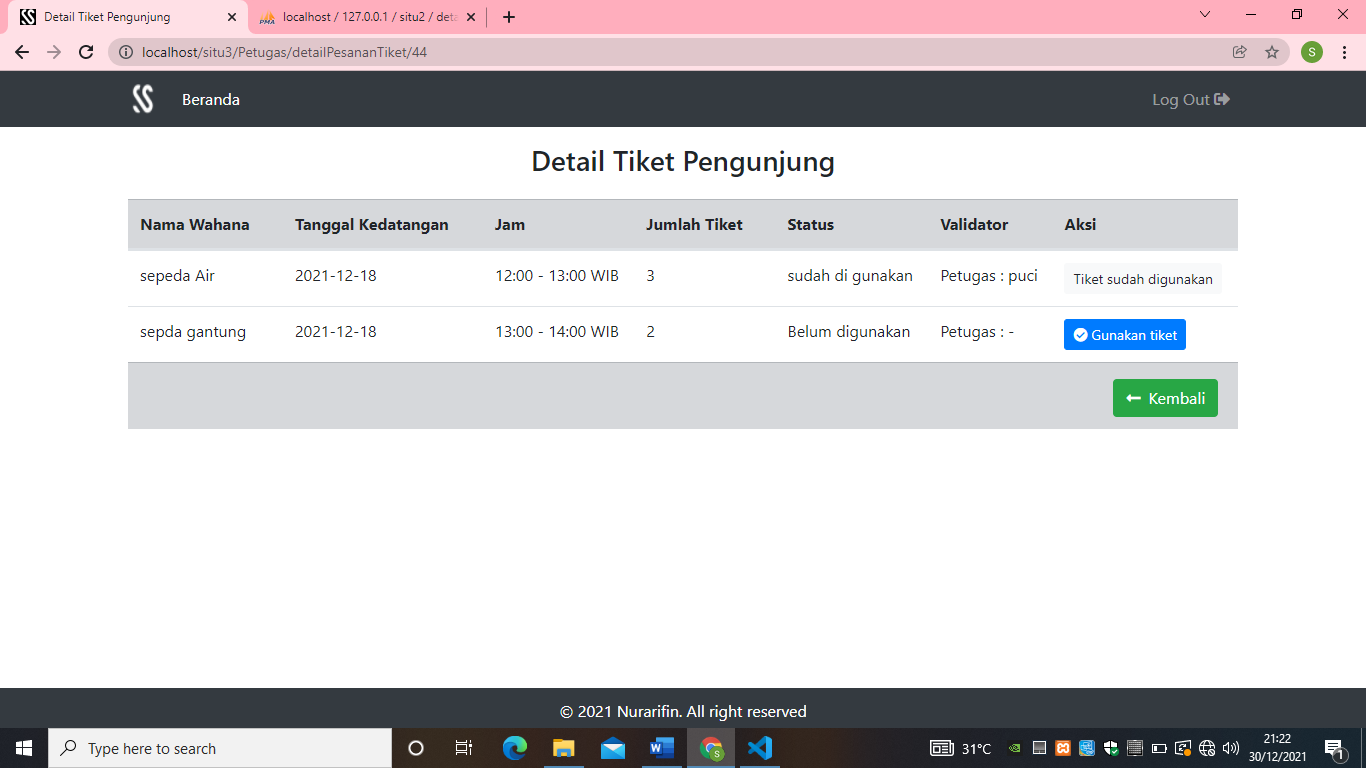 Detail Tiket Pengunjung
localhost / 127.0.0.1 / situ2 / deta
localhost/situ3/Petugas/detailPesananTiket/44
S
Beranda
Log Out
Detail Tiket Pengunjung
Nama Wahana Tanggal Kedatangan Jam Jumlah Tiket Status Validator Aksi
sepeda Air 2021-12-18 12:00 - 13:00 WIB 3 sudah di gunakan Petugas : puci Tiket sudah digunakan
sepda gantung 2021-12-18 13:00 - 14:00 WIB 2 Belum digunakan Petugas : - Gunakan tiket
Kembali
© 2021 Nurarifin. All right reserved
Type here to search
31°C
21:22
30/12/2021
1